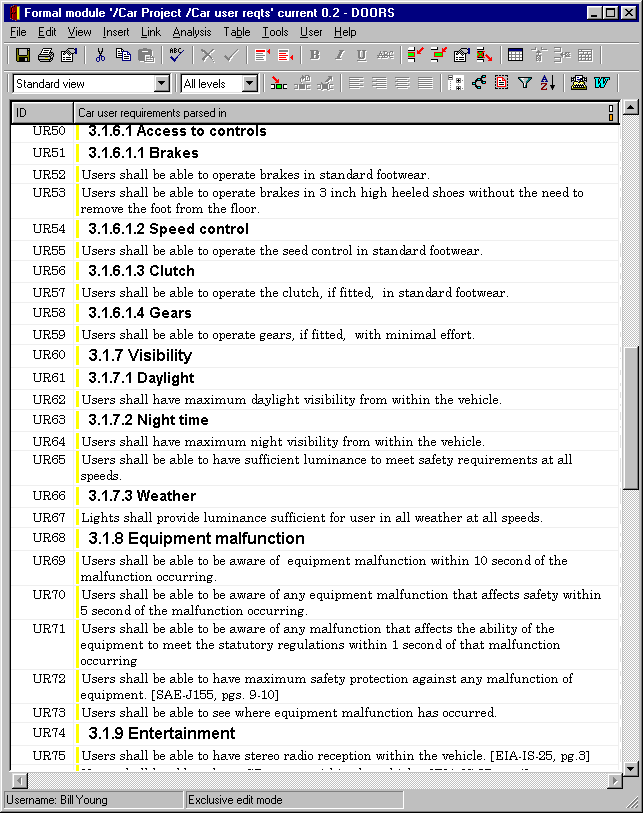 Formal module '/Car Project /Car user reqts' current 0.2 - DOORS
File Edit View Insert Link Analysis Table Tools User Help
B I U ABC
Standard view All levels
ID Car user requirements parsed in
UR50 3.1.6.1 Access to controls
UR51 3.1.6.1.1 Brakes
UR52 Users shall be able to operate brakes in standard footwear.
UR53 Users shall be able to operate brakes in 3 inch high heeled shoes without the need to
remove the foot from the floor.
UR54 3.1.6.1.2 Speed control
UR55 Users shall be able to operate the seed control in standard footwear.
UR56 3.1.6.1.3 Clutch
UR57 Users shall be able to operate the clutch, if fitted, in standard footwear.
UR58 3.1.6.1.4 Gears
UR59 Users shall be able to operate gears, if fitted, with minimal effort.
UR60 3.1.7 Visibility
UR61 3.1.7.1 Daylight
UR62 Users shall have maximum daylight visibility from within the vehicle.
UR63 3.1.7.2 Night time
UR64 Users shall have maximum night visibility from within the vehicle.
UR65 Users shall be able to have sufficient luminance to meet safety requirements at all
speeds.
UR66 3.1.7.3 Weather
UR67 Lights shall provide luminance sufficient for user in all weather at all speeds.
UR68 3.1.8 Equipment malfunction
UR69 Users shall be able to be aware of equipment malfunction within 10 second of the
malfunction occurring.
UR70 Users shall be able to be aware of any equipment malfunction that affects safety within
5 second of the malfunction occurring.
UR71 Users shall be able to be aware of any malfunction that affects the ability of the
equipment to meet the statutory regulations within 1 second of that malfunction
occurring
UR72 Users shall be able to have maximum safety protection against any malfunction of
equipment. [SAE-J155, pgs. 9-10]
UR73 Users shall be able to see where equipment malfunction has occurred.
UR74 3.1.9 Entertainment
UR75 Users shall be able to have stereo radio reception within the vehicle. [EIA-IS-25, pg.3]
Username: Bill Young Exclusive edit mode